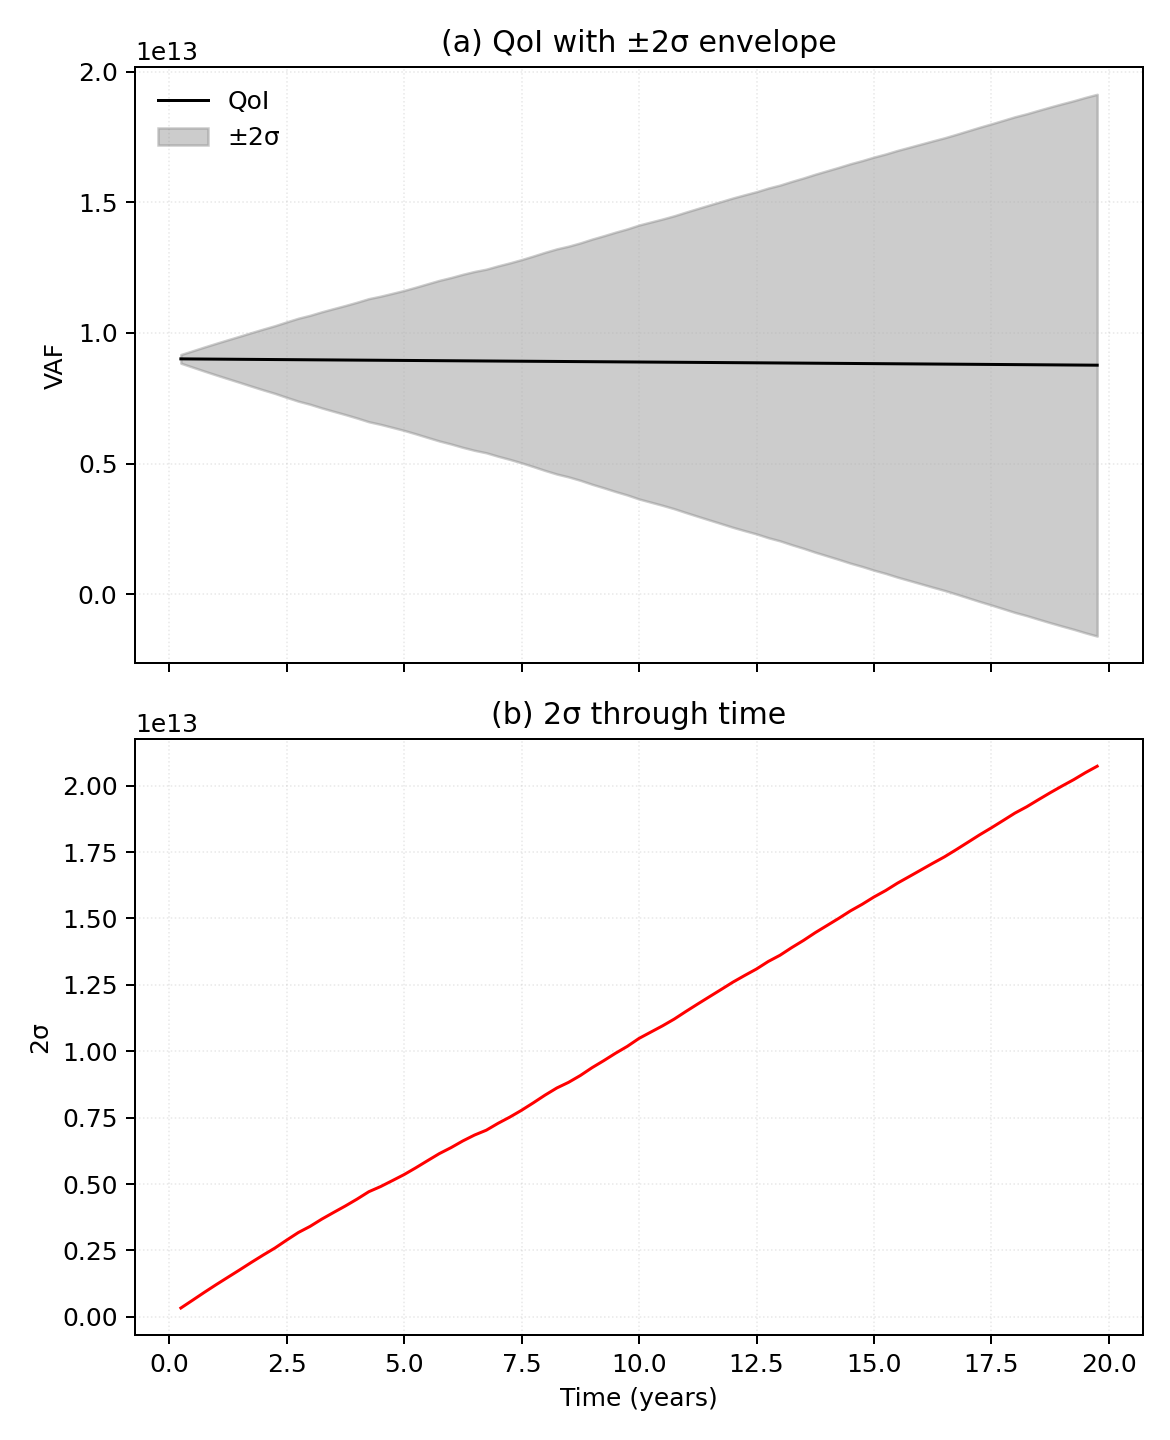 (a) QoI with ±2σ envelope
1e13
2.0
1.5
1.0
0.5
0.0
VAF
QoI
±2σ
(b) 2σ through time
1e13
2.00
1.75
1.50
1.25
1.00
0.75
0.50
0.25
0.00
2σ
0.0 2.5 5.0 7.5 10.0 12.5 15.0 17.5 20.0
Time (years)